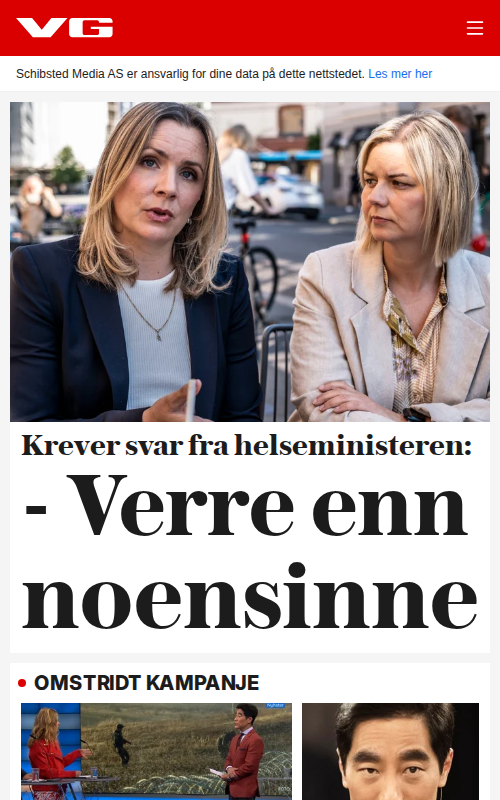 VG
Schibsted Media AS er ansvarlig for dine data på dette nettstedet. Les mer her
Krever svar fra helseministeren:
- Verre enn
noensinne
OMSTRIDT KAMPANJE
Nyheter